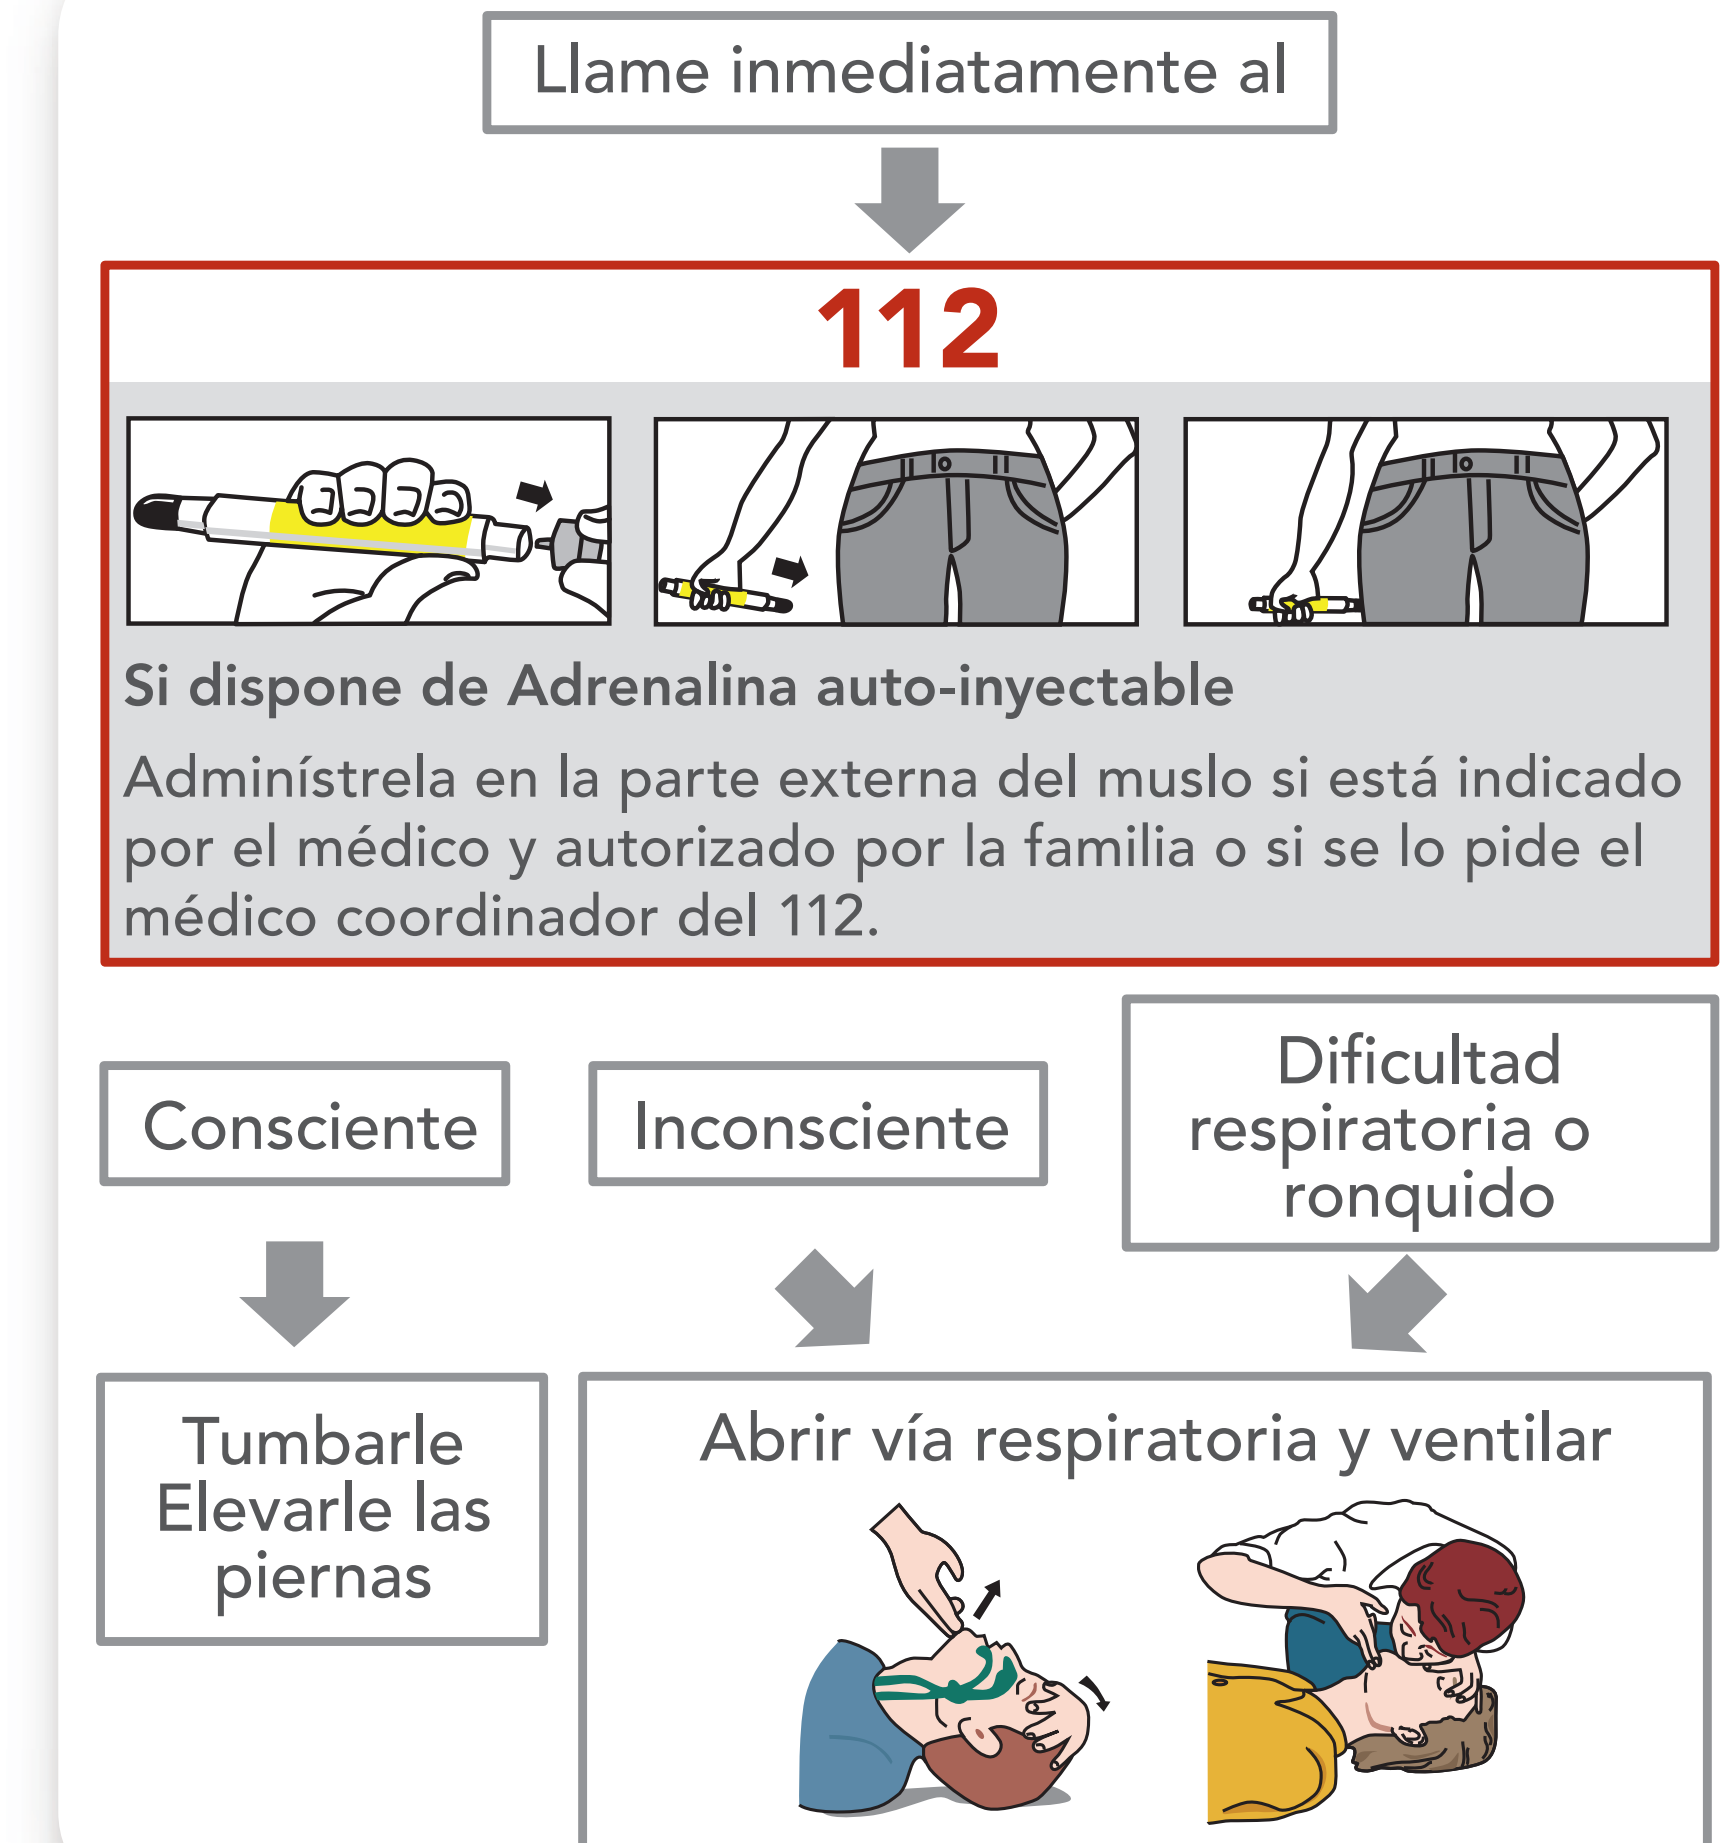 Llame inmediatamente al
112
Si dispone de Adrenalina auto-inyectable
Adminístrela en la parte externa del muslo si está indicado
por el médico y autorizado por la familia o si se lo pide el
médico coordinador del 112.
Consciente
Inconsciente
Dificultad
respiratoria o
ronquido
Tumbarle
Elevarle las
piernas
Abrir vía respiratoria y ventilar